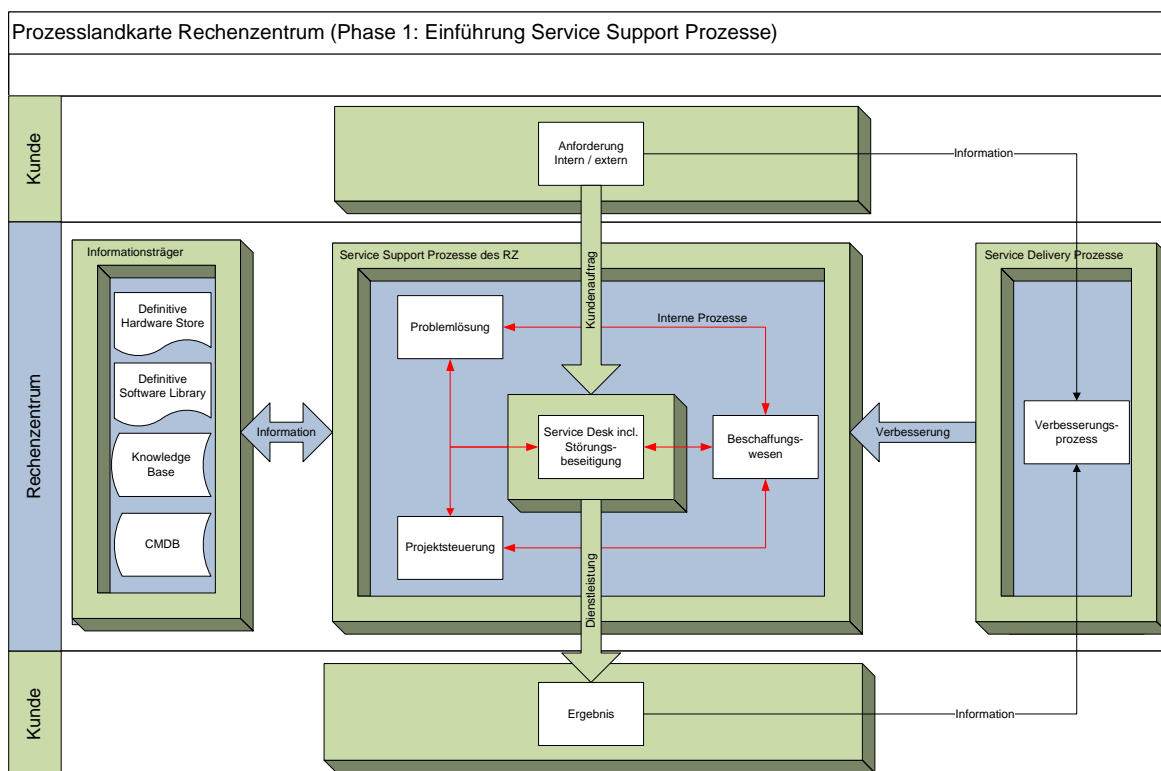 Prozesslandkarte Rechenzentrum (Phase 1: Einführung Service Support Prozesse)
Kunde
Anforderung
Intern / extern
Information
Rechenzentrum
Informationsträger
Definitive
Hardware Store
Definitive
Software Library
Knowledge
Base
CMDB
Information
Service Support Prozesse des RZ
Kundenauftrag
Problemlösung
Interne Prozesse
Service Desk incl.
Störungs-
beseitigung
Beschaffungs-
wesen
Projektsteuerung
Dienstleistung
Verbesserung
Service Delivery Prozesse
Verbesserungs-
prozess
Kunde
Ergebnis
Information